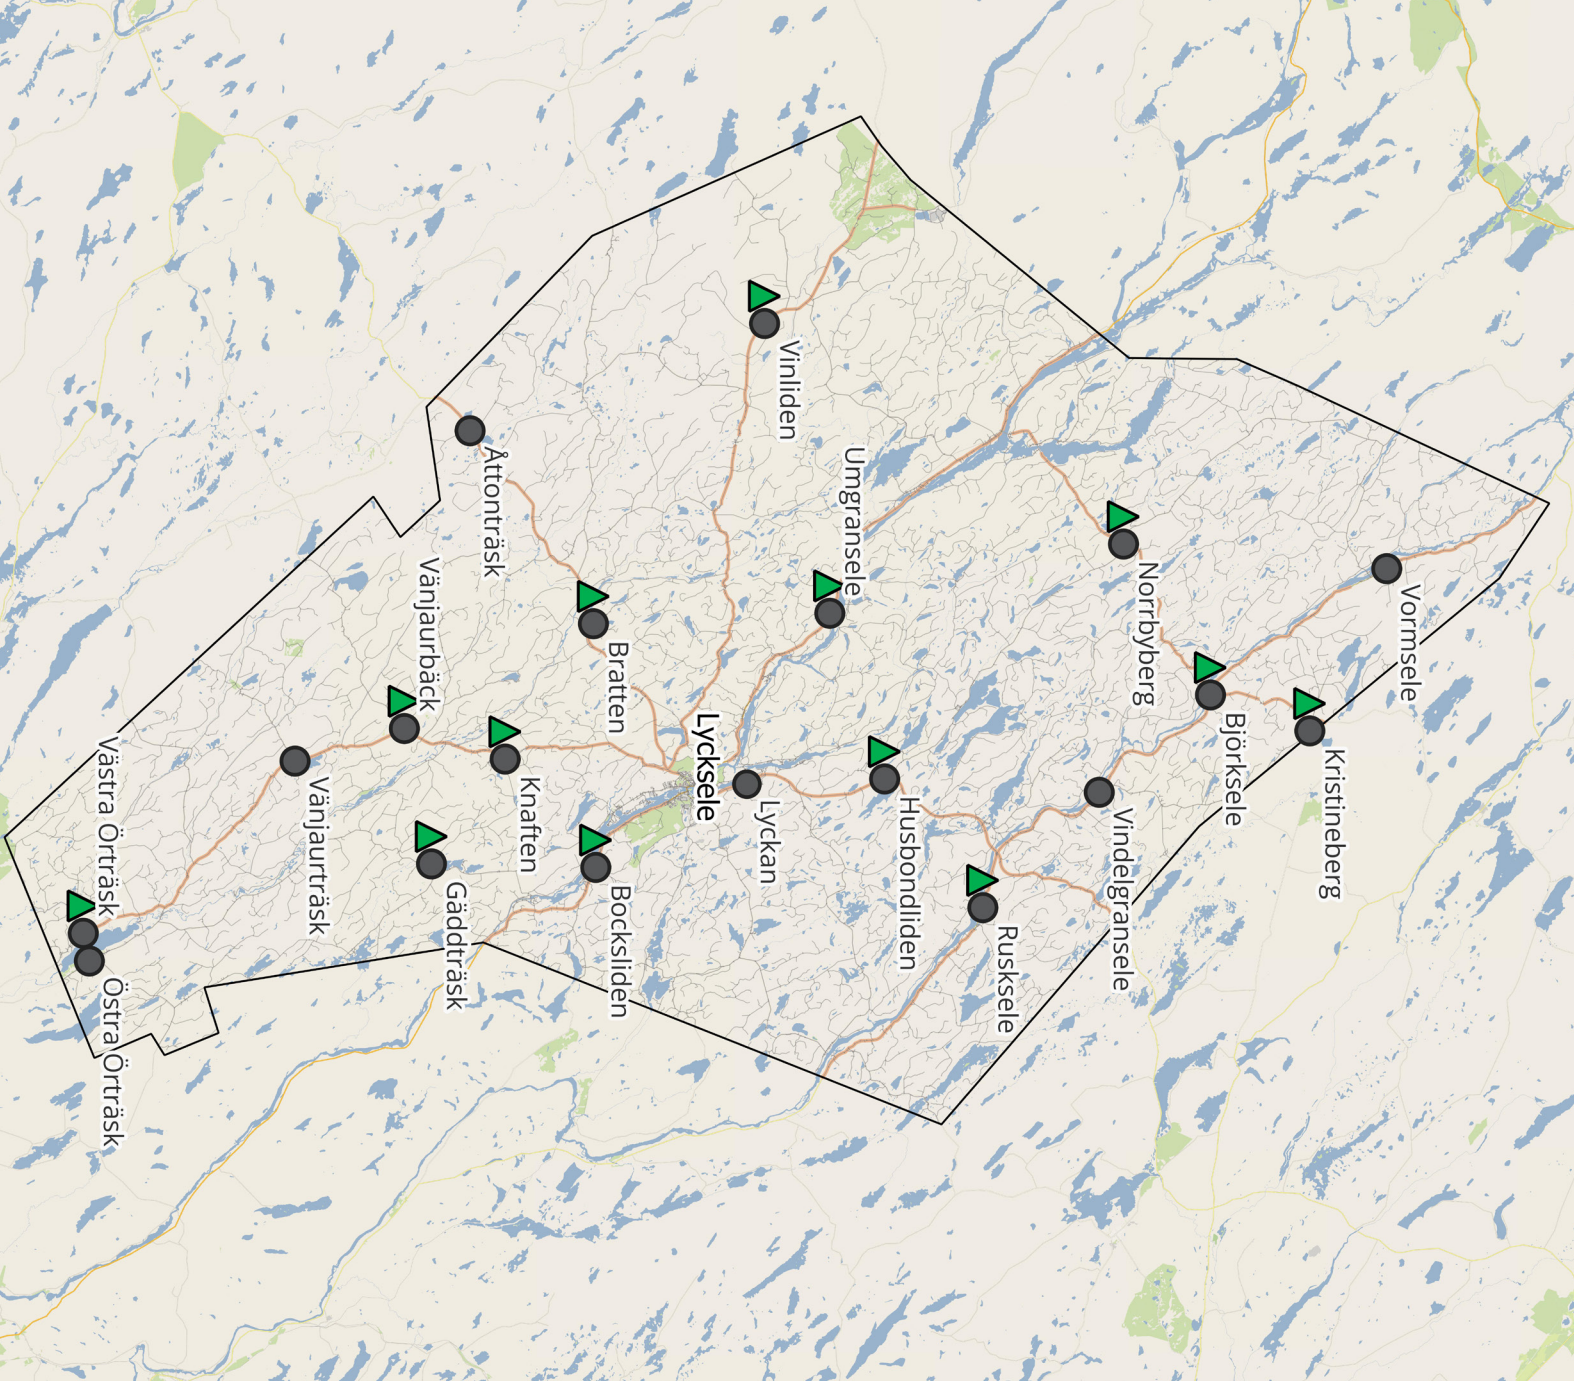 Kristineberg
Vormsele
Björksele
Norrbyberg
Vindelgransele
Rusksele
Husbondliden
Umgransele
Vinliden
Lyckan
Lycksele
Bocksliden
Bratten
Knaften
Åttonträsk
Gäddträsk
Vänjaurbäck
Vänjaurträsk
Västra Örträsk
Östra Örträsk